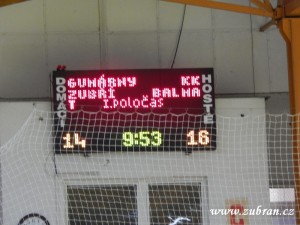 GUMÁRNY KK
ZUBŘÍ BALMA
T I.POLOČAS
DOMÁCÍ
HOSTÉ
14 9:53 16
www.zubran.cz